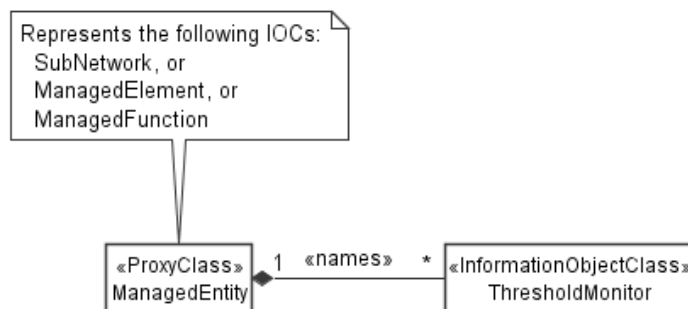 Represents the following IOCs:
SubNetwork, or
ManagedElement, or
ManagedFunction
«ProxyClass»
ManagedEntity
1 «names» *
«InformationObjectClass»
ThresholdMonitor